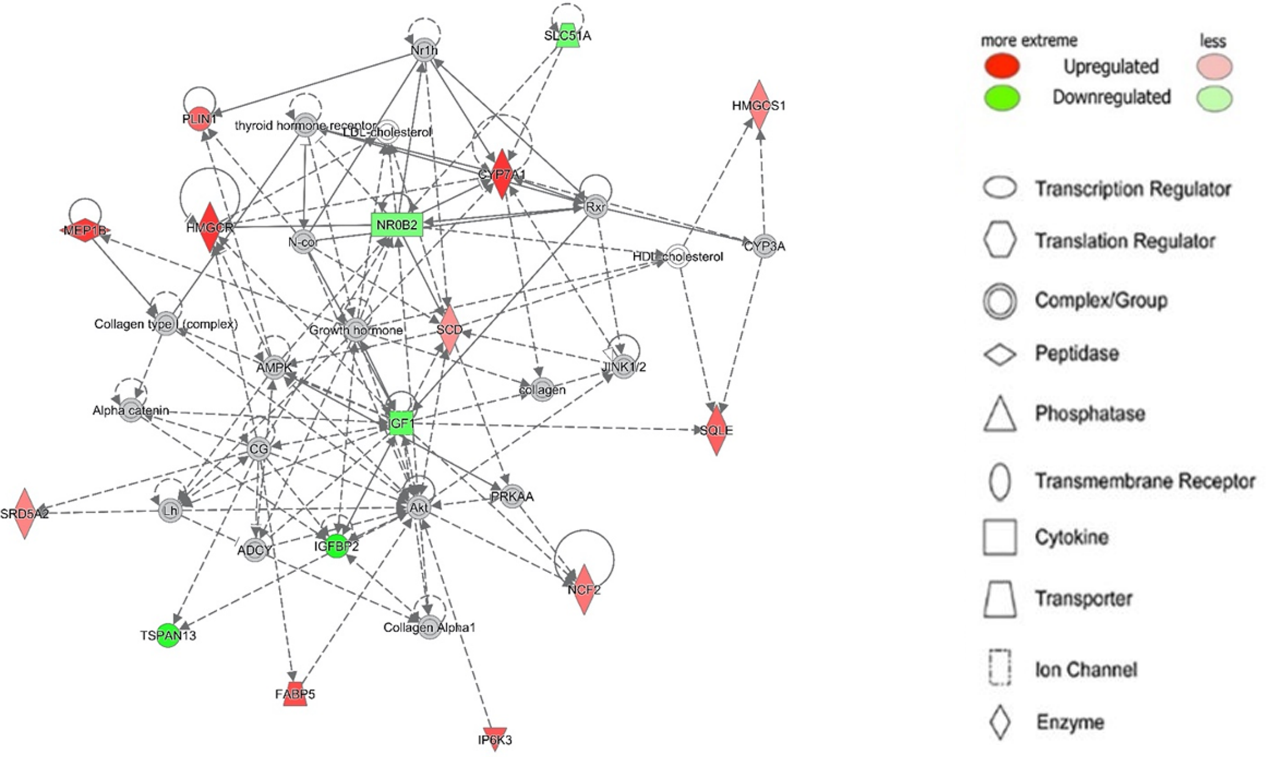 Nr1h
SLC51A
PLIN1
thyroid hormone receptor
LDL-cholesterol
HMGCS1
CYP7A1
MEP1B
HMGCR
NR0B2
Rxr
N-cor
HDL-cholesterol
CYP3A
Collagen type I (complex)
Growth hormone
SCD
AMPK
JINK1/2
collagen
Alpha catenin
IGF1
SQLE
CG
SRD5A2
Lh
Akt
PRKAA
ADCY
IGFBP2
NCF2
TSPAN13
Collagen Alpha1
FABP5
IP6K3
more extreme less
Upregulated
Downregulated
Transcription Regulator
Translation Regulator
Complex/Group
Peptidase
Phosphatase
Transmembrane Receptor
Cytokine
Transporter
Ion Channel
Enzyme